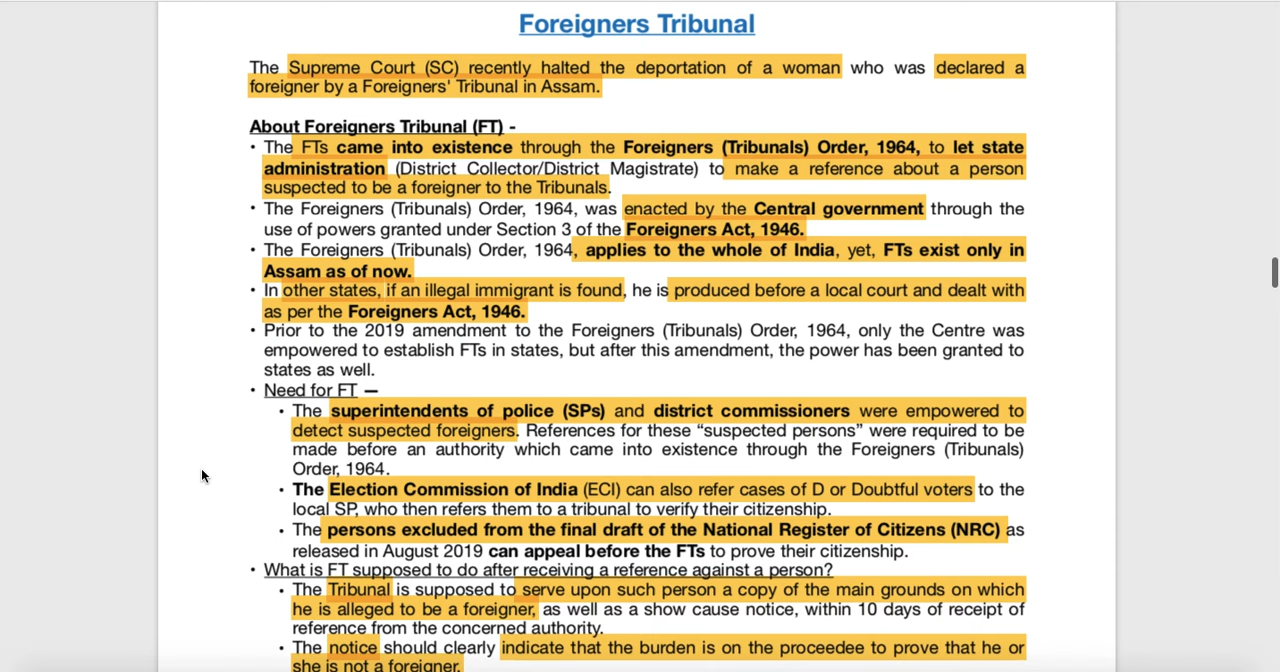 Foreigners Tribunal
The Supreme Court (SC) recently halted the deportation of a woman who was declared a
foreigner by a Foreigners' Tribunal in Assam.
About Foreigners Tribunal (FT) -
• The FTs came into existence through the Foreigners (Tribunals) Order, 1964, to let state
administration (District Collector/District Magistrate) to make a reference about a person
suspected to be a foreigner to the Tribunals.
• The Foreigners (Tribunals) Order, 1964, was enacted by the Central government through the
use of powers granted under Section 3 of the Foreigners Act, 1946.
• The Foreigners (Tribunals) Order, 1964, applies to the whole of India, yet, FTs exist only in
Assam as of now.
• In other states, if an illegal immigrant is found, he is produced before a local court and dealt with
as per the Foreigners Act, 1946.
• Prior to the 2019 amendment to the Foreigners (Tribunals) Order, 1964, only the Centre was
empowered to establish FTs in states, but after this amendment, the power has been granted to
states as well.
• Need for FT —
• The superintendents of police (SPs) and district commissioners were empowered to
detect suspected foreigners. References for these “suspected persons” were required to be
made before an authority which came into existence through the Foreigners (Tribunals)
Order, 1964.
• The Election Commission of India (ECI) can also refer cases of D or Doubtful voters to the
local SP, who then refers them to a tribunal to verify their citizenship.
• The persons excluded from the final draft of the National Register of Citizens (NRC) as
released in August 2019 can appeal before the FTs to prove their citizenship.
• What is FT supposed to do after receiving a reference against a person?
• The Tribunal is supposed to serve upon such person a copy of the main grounds on which
he is alleged to be a foreigner, as well as a show cause notice, within 10 days of receipt of
reference from the concerned authority.
• The notice should clearly indicate that the burden is on the proceedee to prove that he or
she is not a foreigner.